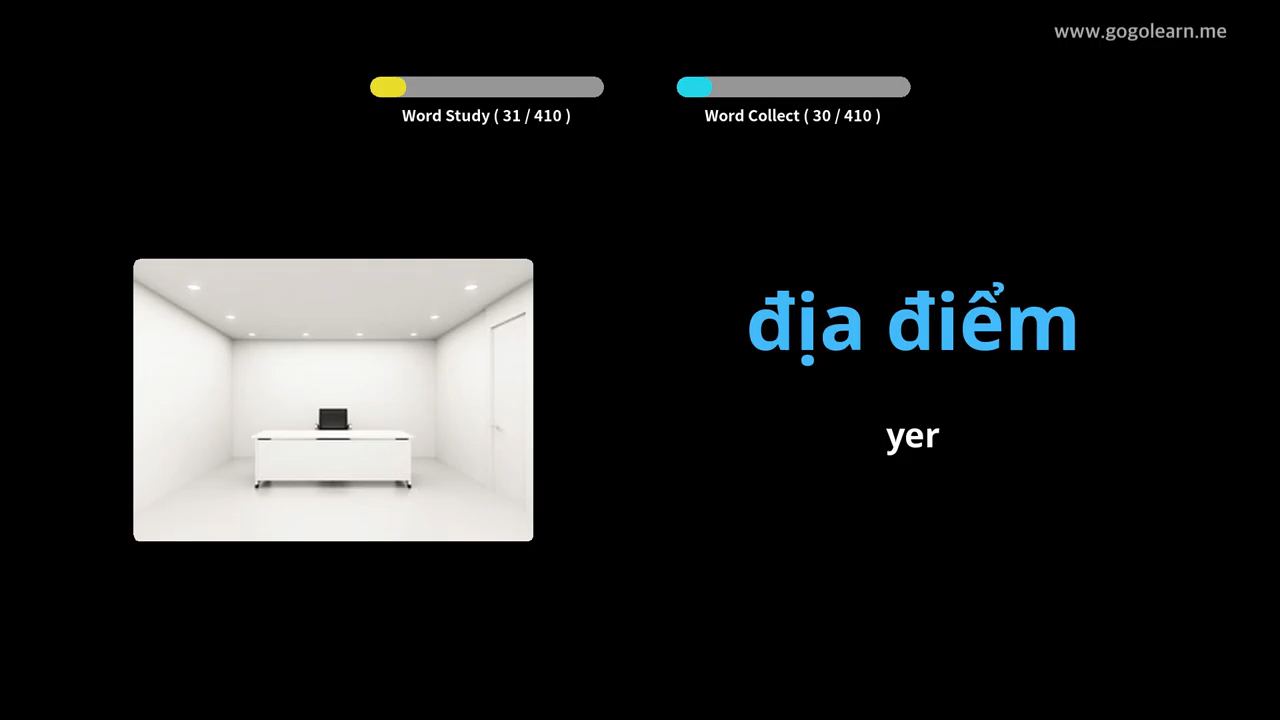 www.gogolearn.me
Word Study ( 31 / 410 )
Word Collect ( 30 / 410 )
địa điểm
yer